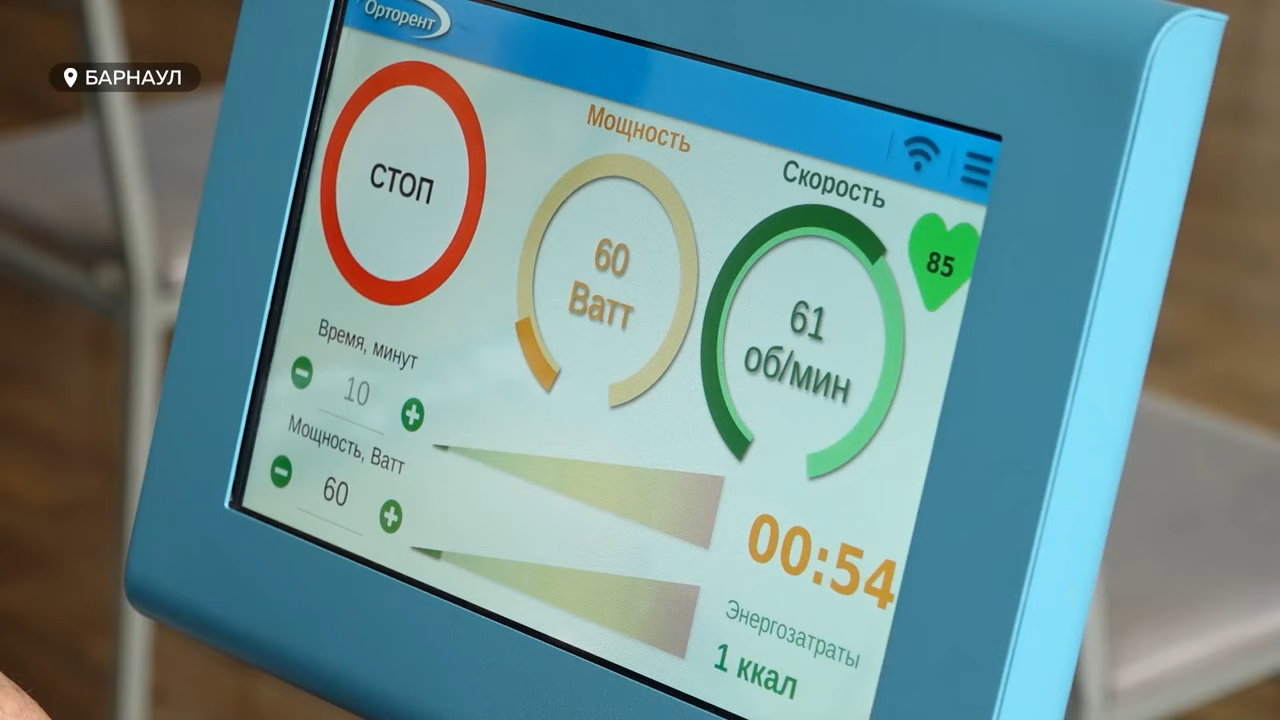 БАРНАУЛ
Орторент
СТОП
Мощность
60
Ватт
Скорость
61
об/мин
85
Время, минут
10
Мощность, Ватт
60
00:54
Энергозатраты
1 ккал